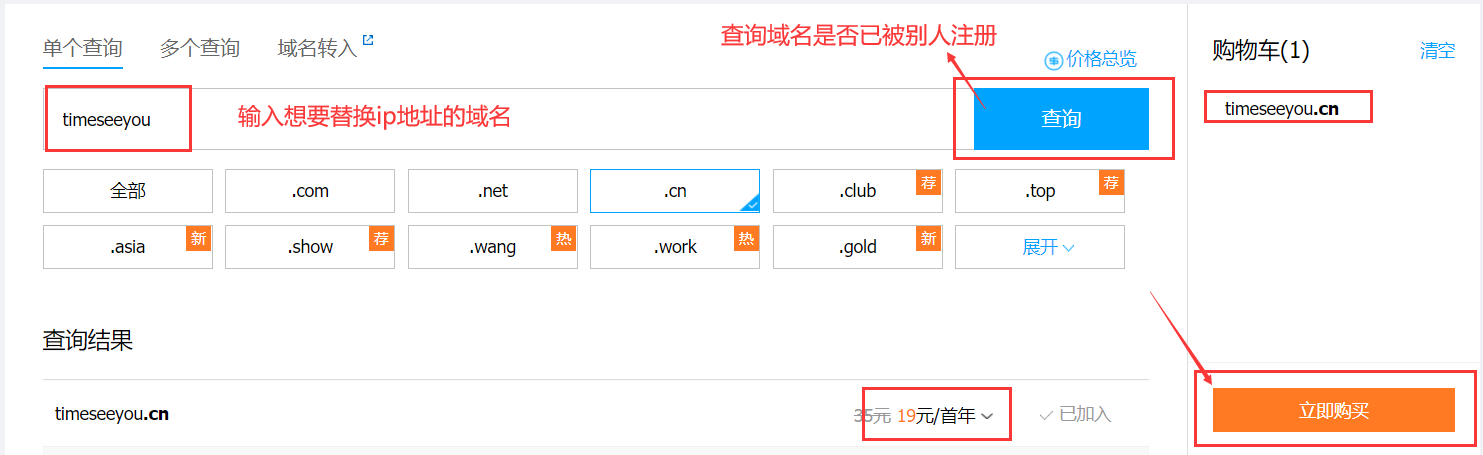 查询域名是否已被别人注册
单个查询 多个查询 域名转入
价格总览
timeseeyou 输入想要替换ip地址的域名 查询
全部 .com .net .cn .club 荐 .top 荐
.asia 新 .show 荐 .wang 热 .work 热 .gold 新 展开
查询结果
timeseeyou.cn 35元 19元/首年 已加入
购物车(1) 清空
timeseeyou.cn
立即购买